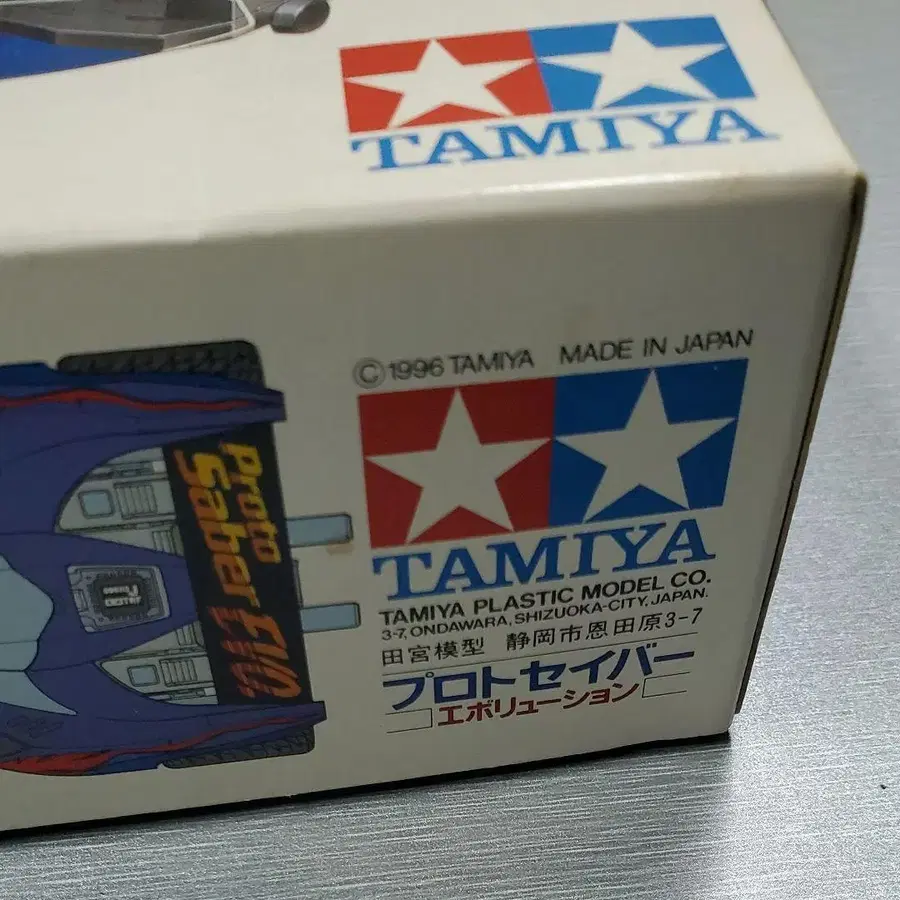 TAMIYA
©1996 TAMIYA MADE IN JAPAN
TAMIYA
TAMIYA PLASTIC MODEL CO.
3-7, ONDAWARA, SHIZUOKA-CITY, JAPAN.
田宮模型 静岡市恩田原3-7
プロトセイバー
エボリューション
Proto
Saber EVO.